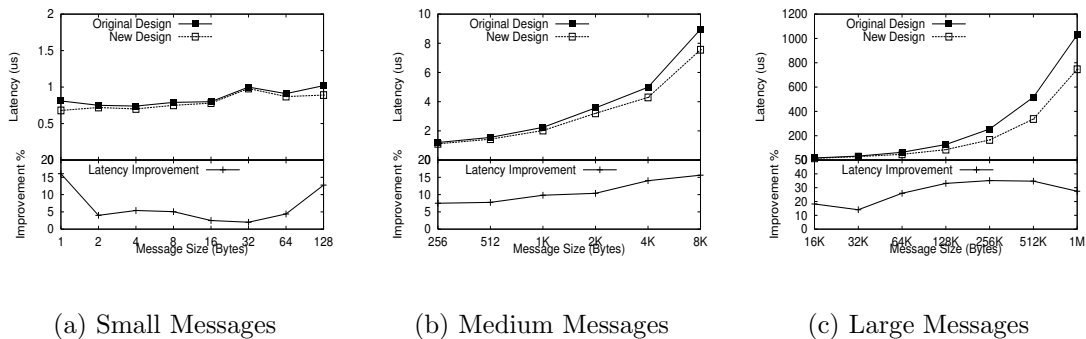 2
1.5
1
0.5
20
15
10
5
0
Latency (us)
Improvement %
Original Design
New Design
Latency Improvement
1 2 4 8 16 32 64 128
Message Size (Bytes)
(a) Small Messages
10
8
6
4
2
20
15
10
5
0
Latency (us)
Improvement %
Original Design
New Design
Latency Improvement
256 512 1K 2K 4K 8K
Message Size (Bytes)
(b) Medium Messages
1200
1000
800
600
400
200
50
40
30
20
10
0
Latency (us)
Improvement %
Original Design
New Design
Latency Improvement
16K 32K 64K 128K 256K 512K 1M
Message Size (Bytes)
(c) Large Messages